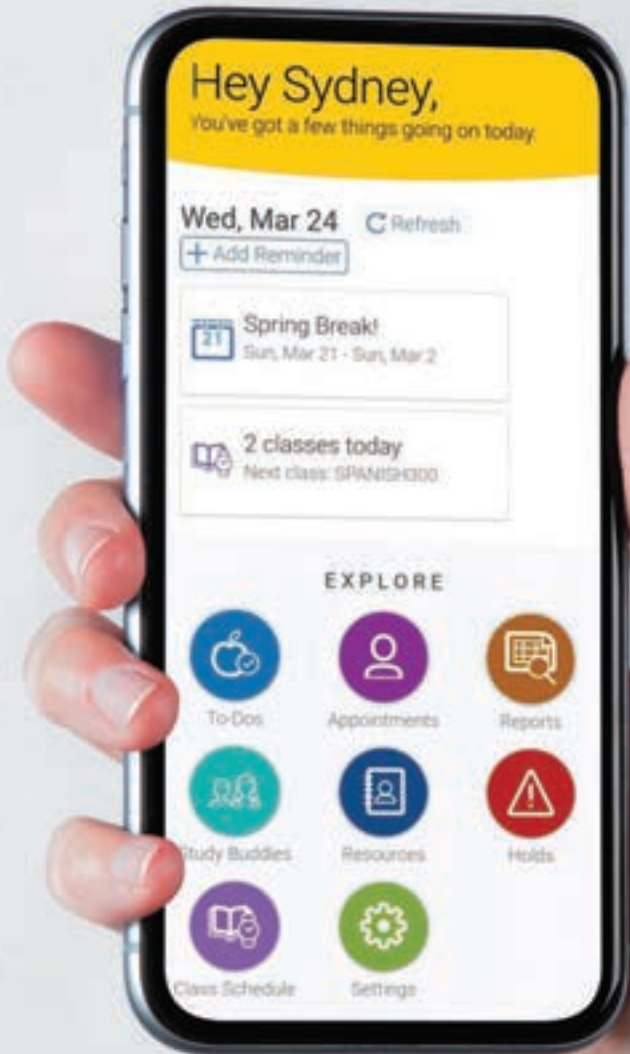 Hey Sydney,
You've got a few things going on today.
Wed, Mar 24 Refresh
+ Add Reminder
21
Spring Break!
Sun, Mar 21 - Sun, Mar 2
2 classes today
Next class: SPANISH300
EXPLORE
To-Dos Appointments Reports
Study Buddies Resources Holds
Class Schedule Settings